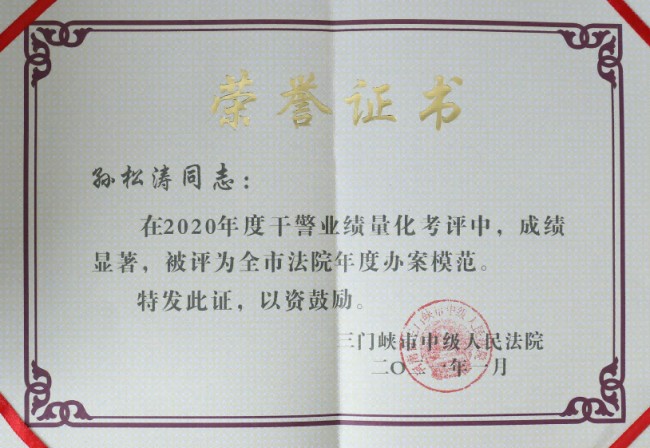 荣誉证书
孙松涛同志：
在2020年度干警业绩量化考评中，成绩
显著，被评为全市法院年度办案模范。
特发此证，以资鼓励。
三门峡市中级人民法院
二〇二一年一月